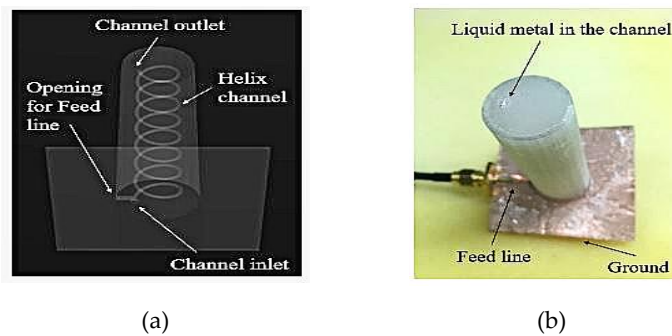 Channel outlet
Opening
for Feed
line
Helix
channel
Channel inlet
(a)
Liquid metal in the channel
Feed line
Ground
(b)